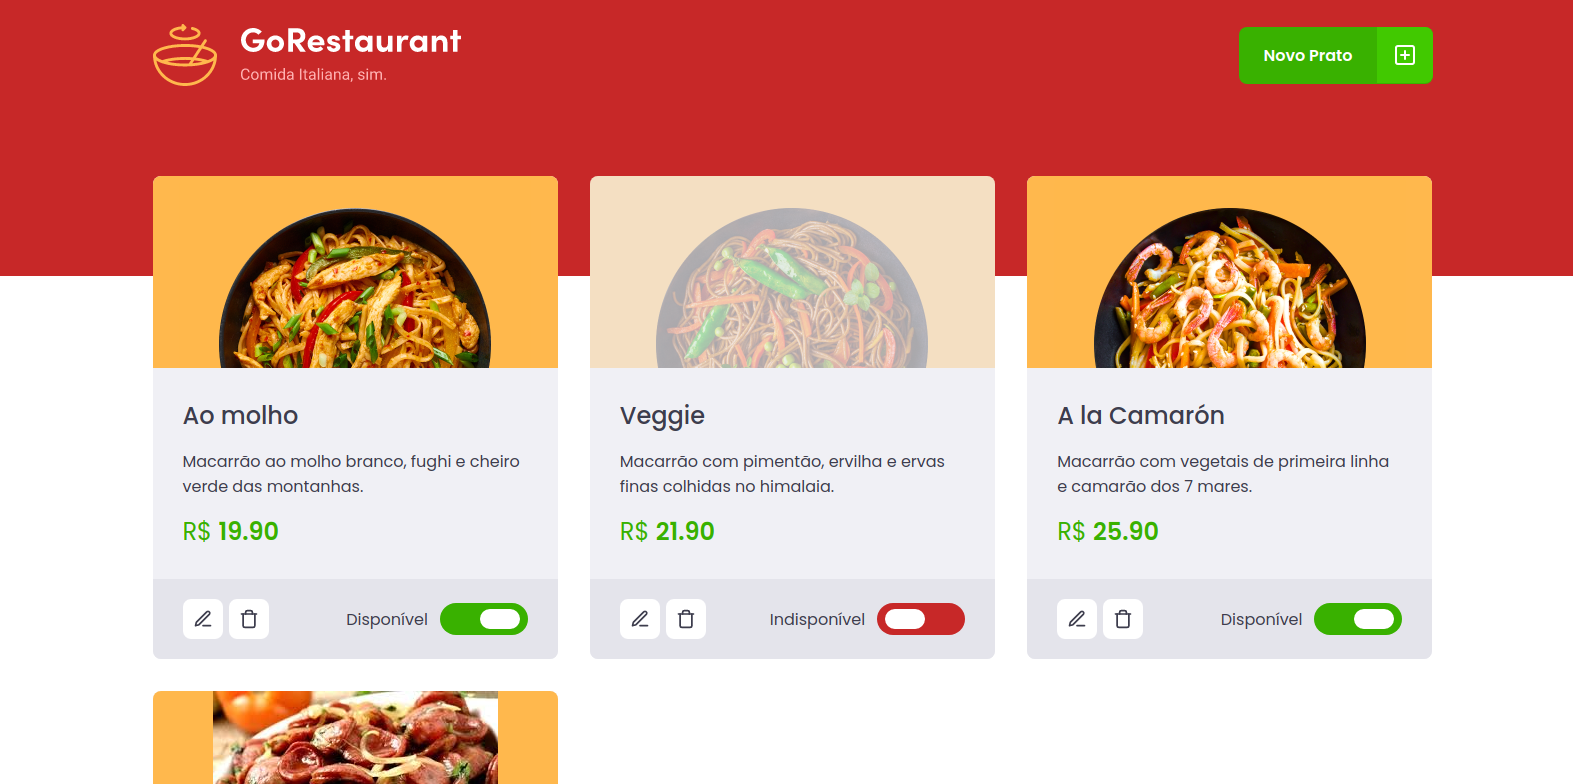 GoRestaurant
Comida Italiana, sim.
Novo Prato
Ao molho
Macarrão ao molho branco, fughi e cheiro
verde das montanhas.
R$ 19.90
Disponível
Veggie
Macarrão com pimentão, ervilha e ervas
finas colhidas no himalaia.
R$ 21.90
Indisponível
A la Camarón
Macarrão com vegetais de primeira linha
e camarão dos 7 mares.
R$ 25.90
Disponível